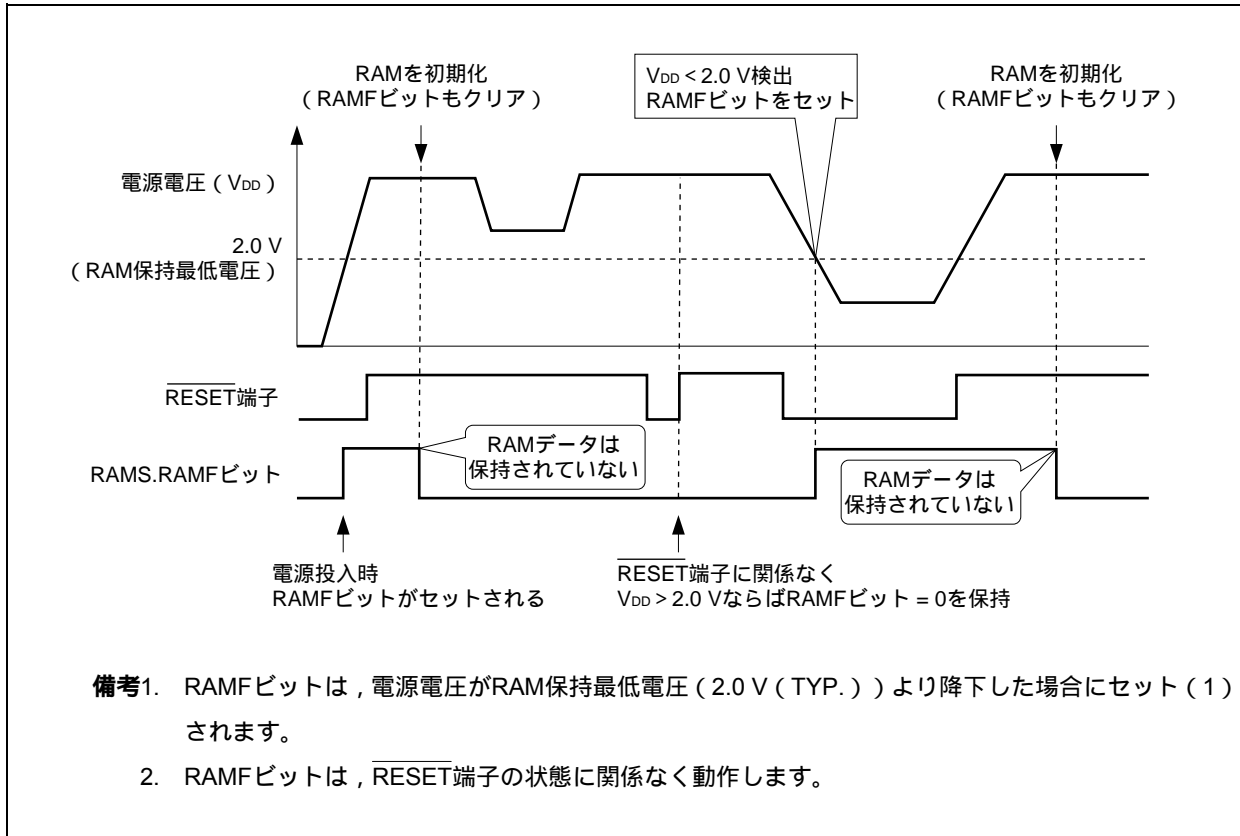 RAMを初期化
（RAMFビットもクリア）
VDD < 2.0 V検出
RAMFビットをセット
RAMを初期化
（RAMFビットもクリア）
電源電圧（VDD）
2.0 V
（RAM保持最低電圧）
RESET端子
RAMデータは
保持されていない
RAMS.RAMFビット
RAMデータは
保持されていない
電源投入時
RAMFビットがセットされる
RESET端子に関係なく
VDD > 2.0 VならばRAMFビット = 0を保持
備考1. RAMFビットは，電源電圧がRAM保持最低電圧（2.0 V（TYP.））より降下した場合にセット（1）
されます。
2. RAMFビットは，RESET端子の状態に関係なく動作します。